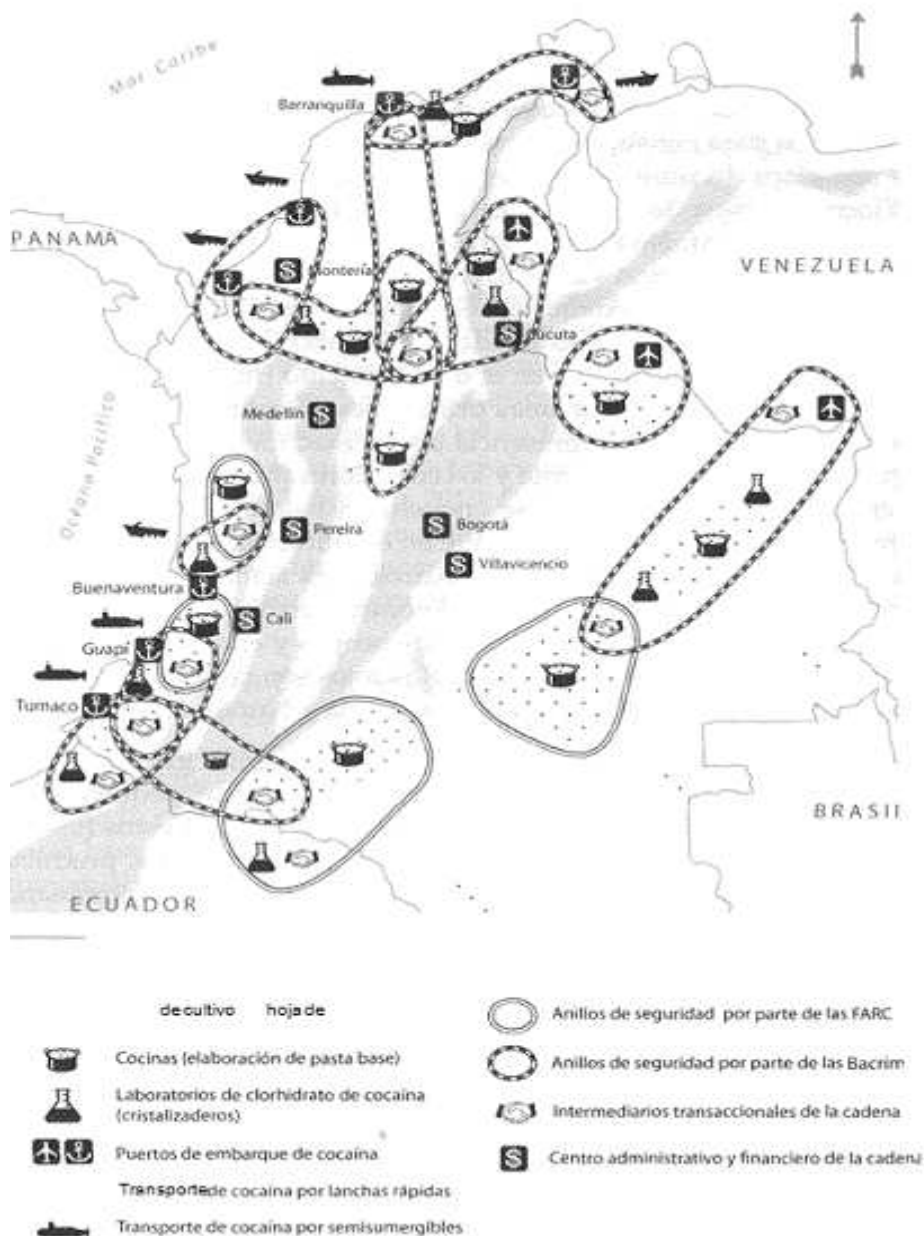 Mar Caribe
Barranquilla
PANAMÁ
Montería
VENEZUELA
Cúcuta
Medellín
Océano Pacífico
Pereira
Bogotá
Buenaventura
Villavicencio
Cali
Guapi
Tumaco
BRASIL
ECUADOR
de cultivo hoja de
Cocinas (elaboración de pasta base)
Laboratorios de clorhidrato de cocaína
(cristalizaderos)
Puertos de embarque de cocaína
Transporte de cocaína por lanchas rápidas
Transporte de cocaína por semisumergibles
Anillos de seguridad por parte de las FARC
Anillos de seguridad por parte de las Bacrim
Intermediarios transaccionales de la cadena
Centro administrativo y financiero de la cadena